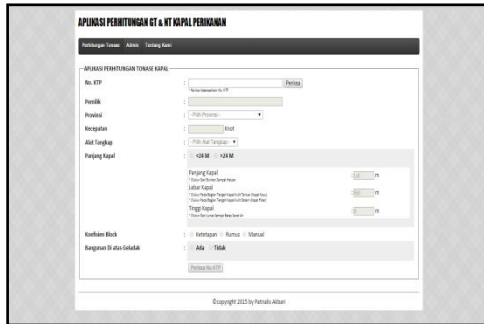 APLIKASI PERHITUNGAN GT & NT KAPAL PERIKANAN
Perhitungan Tonase Admin Tentang Kami
APLIKASI PERHITUNGAN TONASE KAPAL
No. KTP : Periksa
Pemilik :
Provinsi : - Pilih Provinsi -
Kecepatan : Knot
Alat Tangkap : - Pilih Alat Tangkap -
Panjang Kapal : <24 M >24 M
Panjang Kapal : m
Lebar Kapal : m
Tinggi Kapal : m
Koefisien Block : Ketetapan Rumus Manual
Bangunan Di atas Geladak : Ada Tidak
Periksa No KTP
©copyright 2015 by Patrialis Akbari